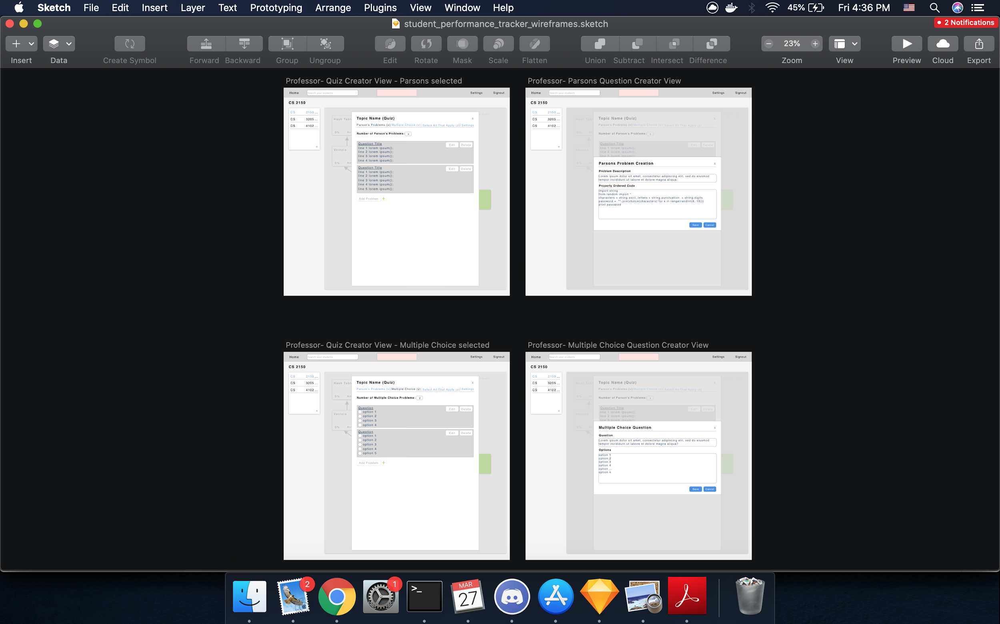 Sketch File Edit Insert Layer Text Prototyping Arrange Plugins View Window Help 45% Fri 4:36 PM
student_performance_tracker_wireframes.sketch 2 Notifications
23%
Insert Data Create Symbol Forward Backward Group Ungroup Edit Rotate Mask Scale Flatten Union Subtract Intersect Difference Zoom View Preview Cloud Export
Professor- Quiz Creator View - Parsons selected
Home Search your students Settings Signout
CS 2150
CS 2150 ...
CS 3205 ...
CS 4102 ...
+
Hash Tabl
0% No
Vectors
0% No
Topic Name (Quiz) x
Parson's Problems (x)| Multiple Choice (y)| Select All That Apply (z)| Settings
Number of Parson's Problems: x
Question Title Edit Delete
line 1 lorem ipsum();
line 2 lorem ipsum();
line 3 lorem ipsum();
line 4 lorem ipsum();
Question Title Edit Delete
line 1 lorem ipsum();
line 2 lorem ipsum();
line 3 lorem ipsum();
line 4 lorem ipsum();
line 5 lorem ipsum();
Add Problem +
Professor- Parsons Question Creator View
Home Search your students Settings Signout
CS 2150
CS 2150 ...
CS 3205 ...
CS 4102 ...
+
Topic Name (Quiz) x
Parson's Problems (x)| Multiple Choice (y)| Select All That Apply (z)
Number of Parson's Problems: x
Question Title Edit Delete
line 1 lorem ipsum();
line 2 lorem ipsum();
line 3 lorem ipsum();
Vectors
Parsons Problem Creation x
Problem Description
Lorem ipsum dolor sit amet, consectetur adipiscing elit, sed do eiusmod
tempor incididunt ut labore et dolore magna aliqua.
Properly Ordered Code
import string
from random import *
characters = string.ascii_letters + string.punctuation + string.digits
password = "".join(choice(characters) for x in range(randint(8, 16)))
print password
Save Cancel
Professor- Quiz Creator View - Multiple Choice selected
Home Search your students Settings Signout
CS 2150
CS 2150 ...
CS 3205 ...
CS 4102 ...
+
Hash Tabl
0% No
Vectors
0% No
Topic Name (Quiz) x
Parson's Problems (x)| Multiple Choice (y)| Select All That Apply (z)| Settings
Number of Multiple Choice Problems: y
Question Edit Delete
option 1
option 2
option 3
option 4
Question Edit Delete
option 1
option 2
option 3
option 4
option 5
Add Problem +
Professor- Multiple Choice Question Creator View
Home Search your students Settings Signout
CS 2150
CS 2150 ...
CS 3205 ...
CS 4102 ...
+
Topic Name (Quiz) x
Parson's Problems (x)| Multiple Choice (y)| Select All That Apply (z)
Number of Parson's Problems: x
Question Title Edit Delete
line 1 lorem ipsum();
line 2 lorem ipsum();
line 3 lorem ipsum();
Vectors
Multiple Choice Question x
Question
Lorem ipsum dolor sit amet, consectetur adipiscing elit, sed do eiusmod
tempor incididunt ut labore et dolore magna aliqua?
Options
option 1
option 2
option 3
option 4
option ...
option n
Save Cancel
2 1 >_ MAR
27